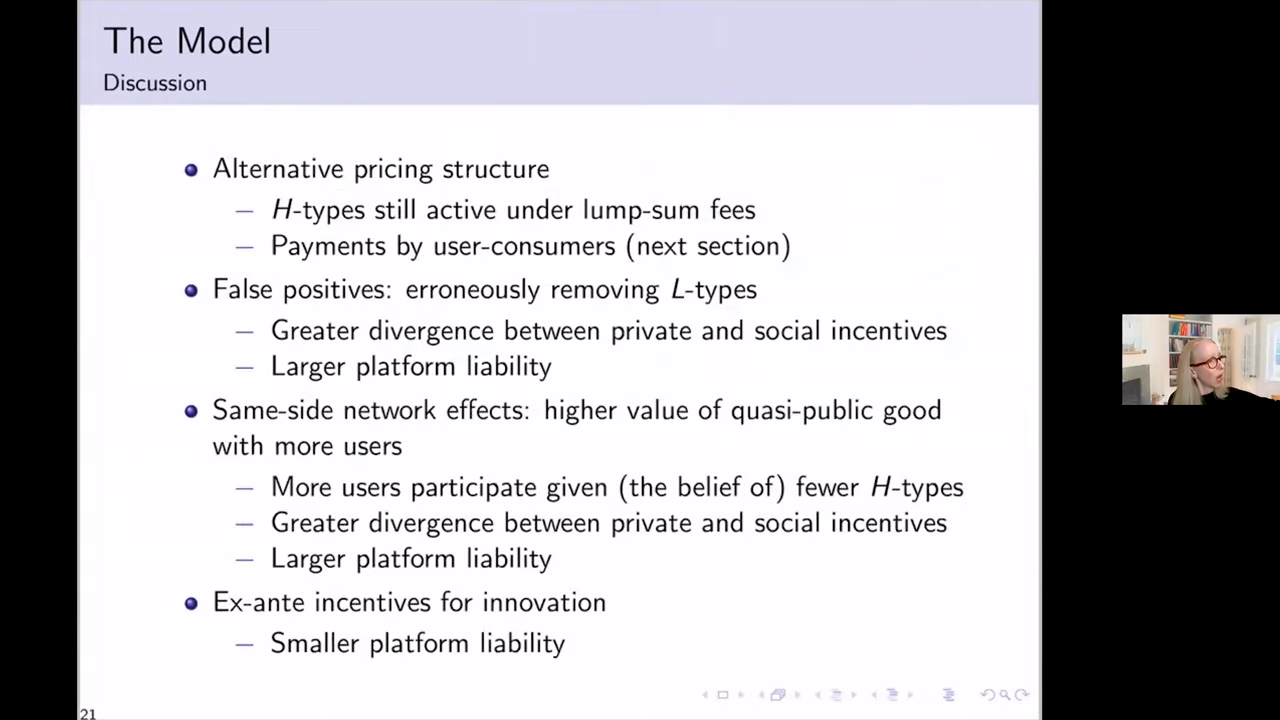 The Model
Discussion
Alternative pricing structure
— H-types still active under lump-sum fees
— Payments by user-consumers (next section)
False positives: erroneously removing L-types
— Greater divergence between private and social incentives
— Larger platform liability
Same-side network effects: higher value of quasi-public good
with more users
— More users participate given (the belief of) fewer H-types
— Greater divergence between private and social incentives
— Larger platform liability
Ex-ante incentives for innovation
— Smaller platform liability
21